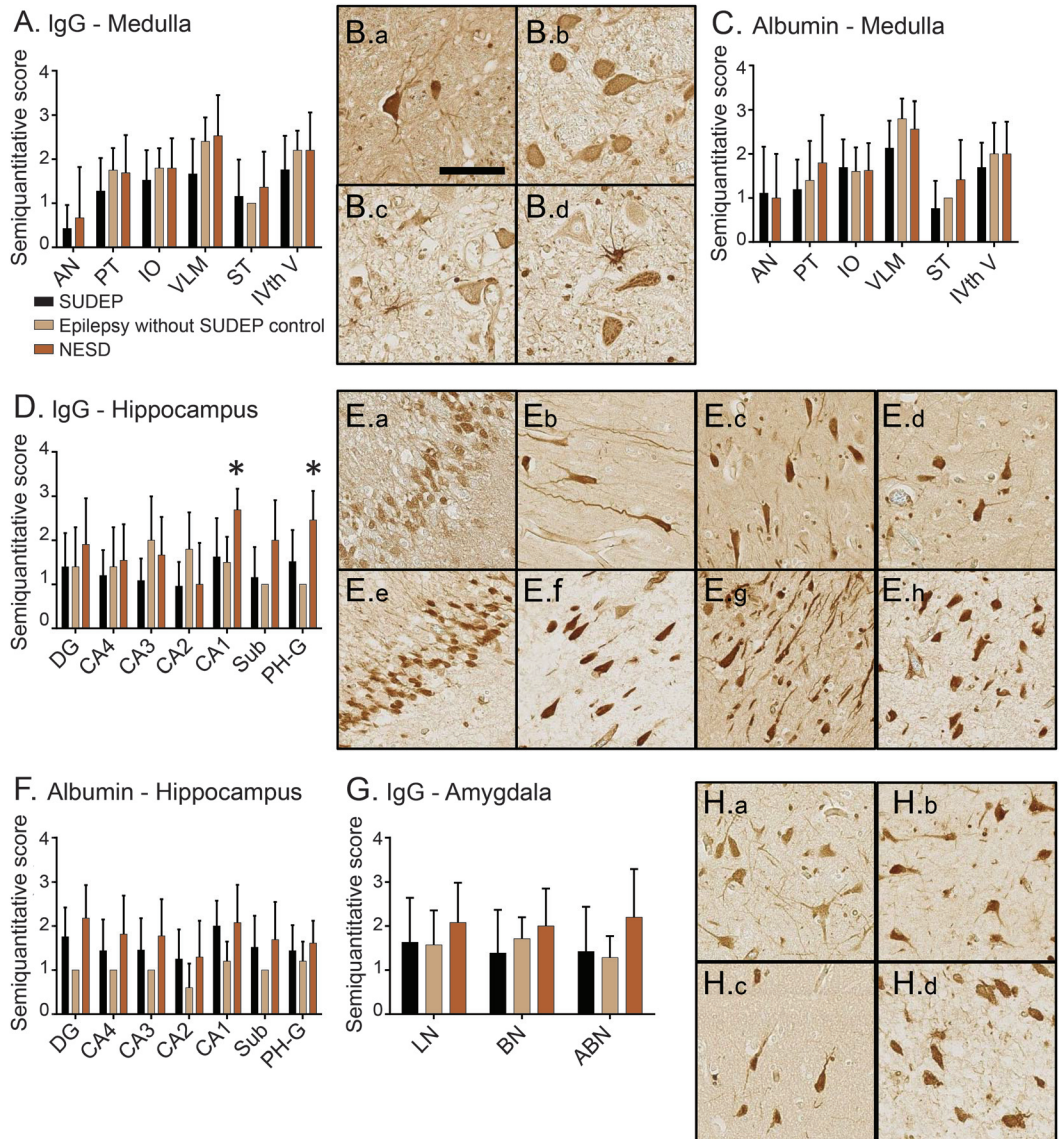 A. IgG - Medulla
Semiquantitative score
4
3
2
1
0
AN PT IO VLM ST IVth V
SUDEP
Epilepsy without SUDEP control
NESD
B.a
B.b
B.c
B.d
C. Albumin - Medulla
Semiquantitative score
4
3
2
1
0
AN PT IO VLM ST IVth V
D. IgG - Hippocampus
Semiquantitative score
4
3
2
1
0
* *
DG CA4 CA3 CA2 CA1 Sub PH-G
E.a
Eb
E.c
E.d
E.e
E.f
E.g
E.h
F. Albumin - Hippocampus
Semiquantitative score
4
3
2
1
0
DG CA4 CA3 CA2 CA1 Sub PH-G
G. IgG - Amygdala
Semiquantitative score
4
3
2
1
0
LN BN ABN
H.a
H.b
H.c
H.d